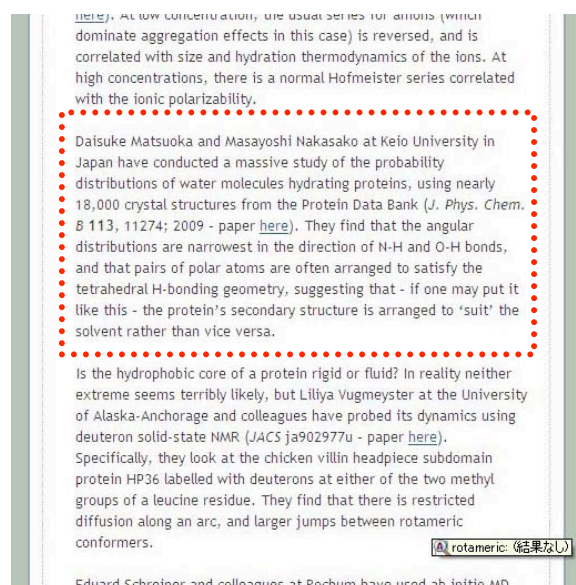 here). At low concentration, the usual series for anions (which
dominate aggregation effects in this case) is reversed, and is
correlated with size and hydration thermodynamics of the ions. At
high concentrations, there is a normal Hofmeister series correlated
with the ionic polarizability.
Daisuke Matsuoka and Masayoshi Nakasako at Keio University in
Japan have conducted a massive study of the probability
distributions of water molecules hydrating proteins, using nearly
18,000 crystal structures from the Protein Data Bank (J. Phys. Chem.
B 113, 11274; 2009 - paper here). They find that the angular
distributions are narrowest in the direction of N-H and O-H bonds,
and that pairs of polar atoms are often arranged to satisfy the
tetrahedral H-bonding geometry, suggesting that - if one may put it
like this - the protein's secondary structure is arranged to ‘suit’ the
solvent rather than vice versa.
Is the hydrophobic core of a protein rigid or fluid? In reality neither
extreme seems terribly likely, but Liliya Vugmeyster at the University
of Alaska-Anchorage and colleagues have probed its dynamics using
deuteron solid-state NMR (JACS ja902977u - paper here).
Specifically, they look at the chicken villin headpiece subdomain
protein HP36 labelled with deuterons at either of the two methyl
groups of a leucine residue. They find that there is restricted
diffusion along an arc, and larger jumps between rotameric
conformers.
rotameric: (結果なし)
Eduard Schreiner and colleagues at Bochum have used ab initio MD